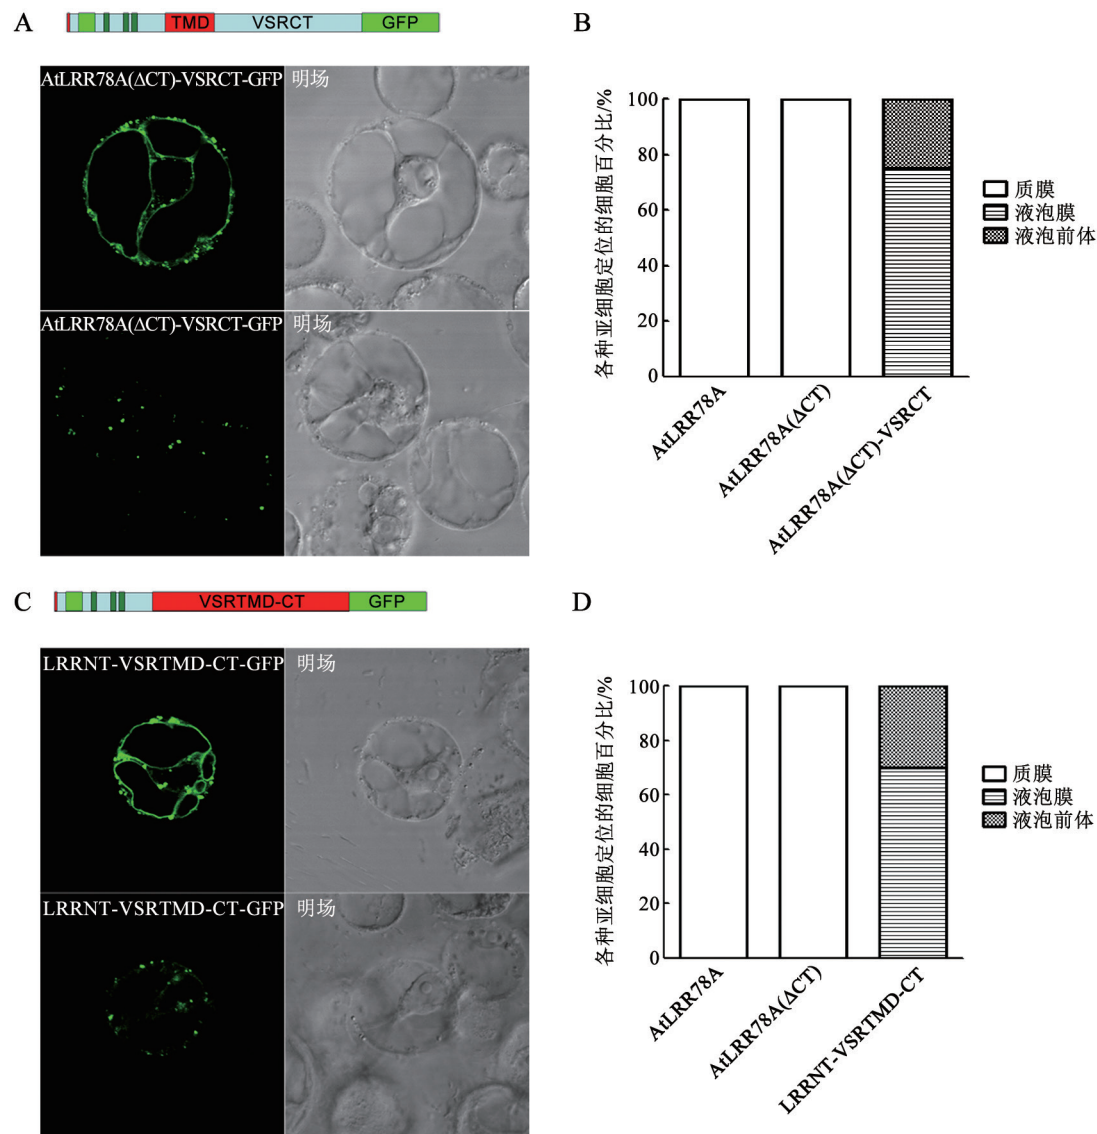 A
TMD VSRCT GFP
AtLRR78A(ΔCT)-VSRCT-GFP 明场
AtLRR78A(ΔCT)-VSRCT-GFP 明场
B
各种亚细胞定位的细胞百分比/%
100
80
60
40
20
0
AtLRR78A
AtLRR78A(ΔCT)
AtLRR78A(ΔCT)-VSRCT
质膜
液泡膜
液泡前体
C
VSRTMD-CT GFP
LRRNT-VSRTMD-CT-GFP 明场
LRRNT-VSRTMD-CT-GFP 明场
D
各种亚细胞定位的细胞百分比/%
100
80
60
40
20
0
AtLRR78A
AtLRR78A(ΔCT)
LRRNT-VSRTMD-CT
质膜
液泡膜
液泡前体